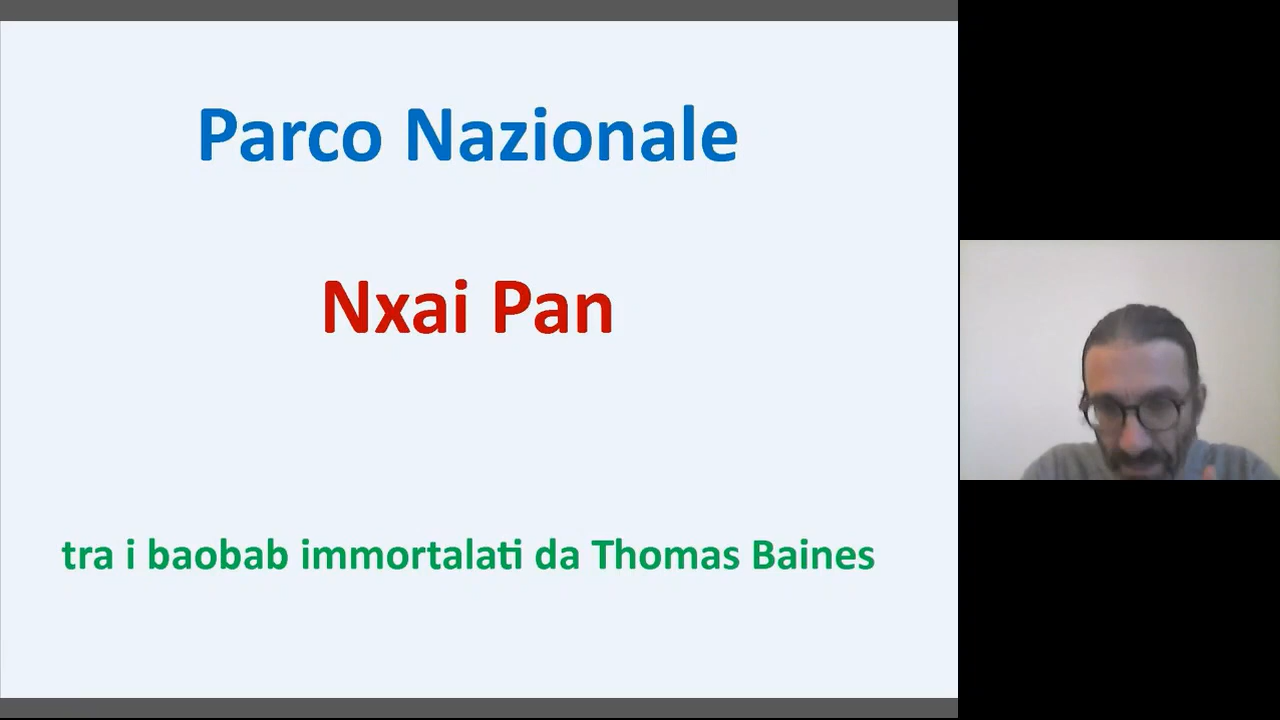 Parco Nazionale
Nxai Pan
tra i baobab immortalati da Thomas Baines